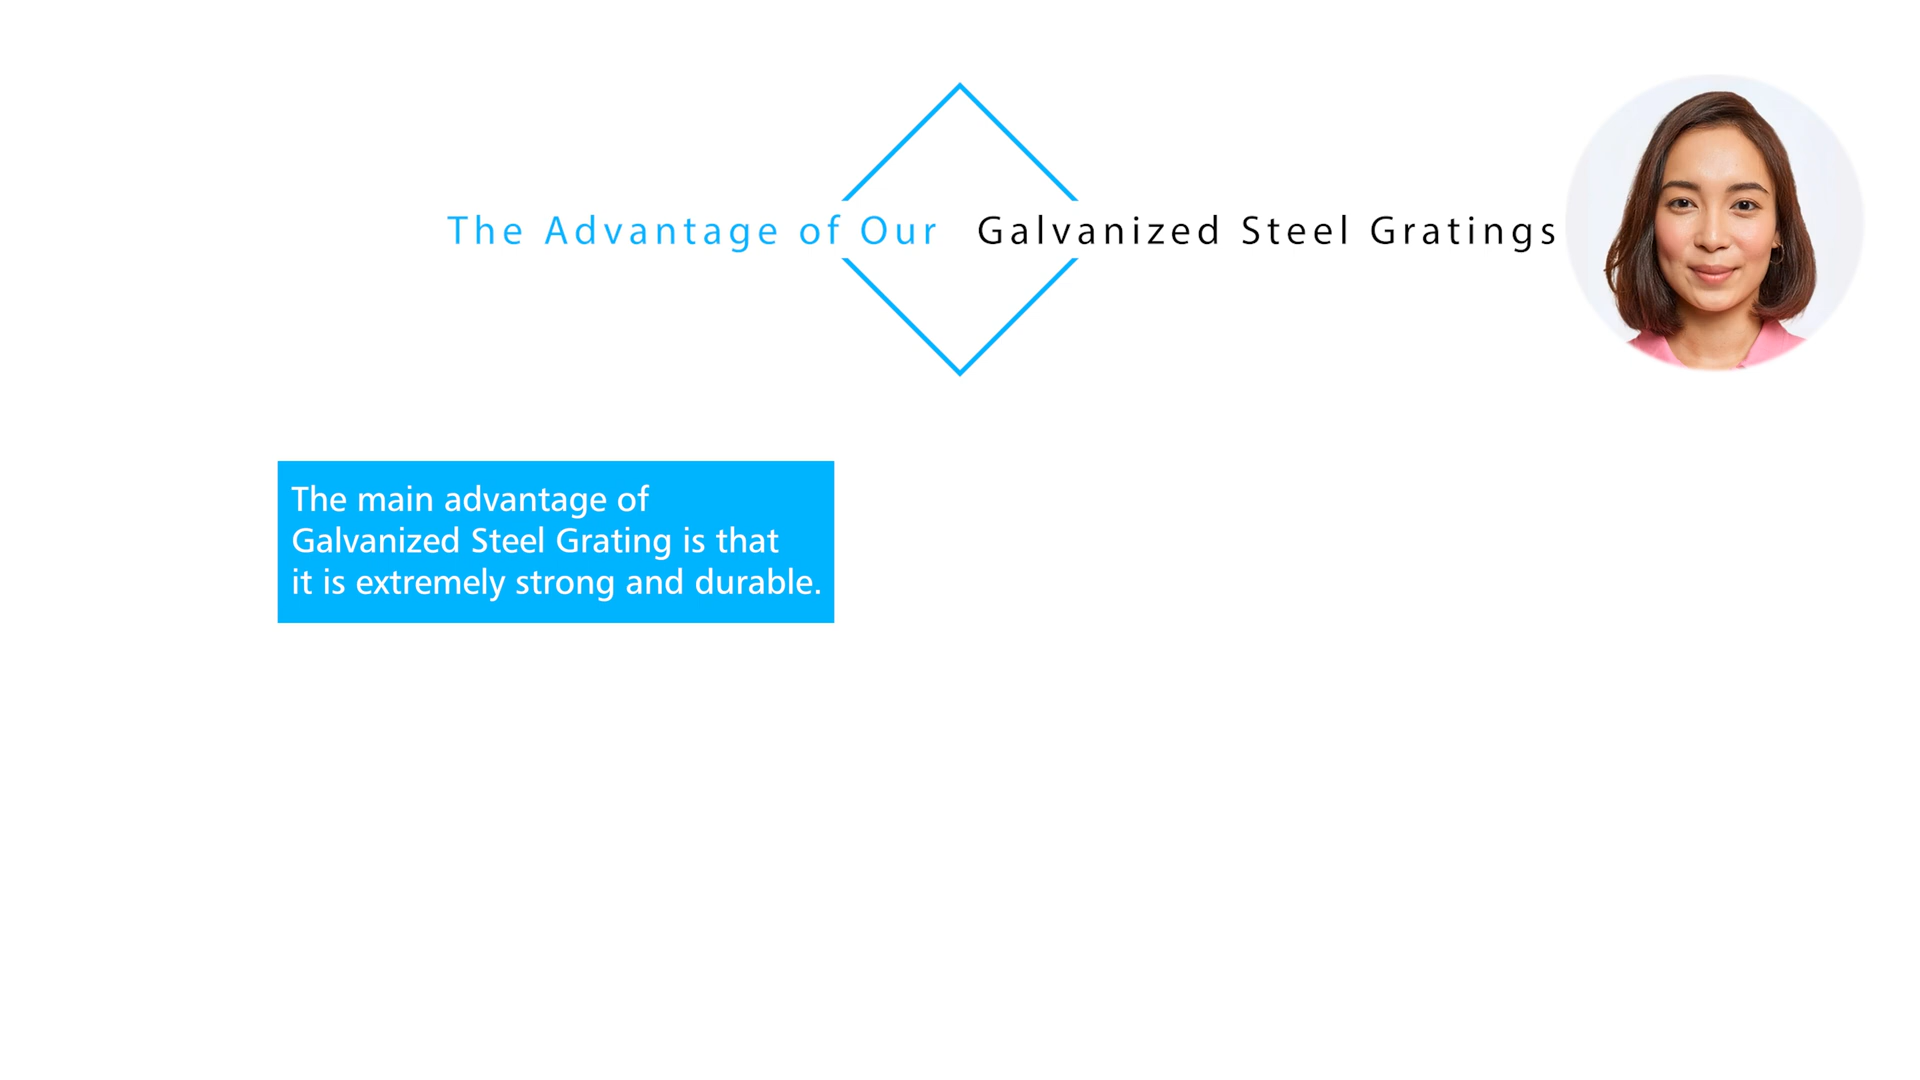 The Advantage of Our Galvanized Steel Gratings
The main advantage of
Galvanized Steel Grating is that
it is extremely strong and durable.